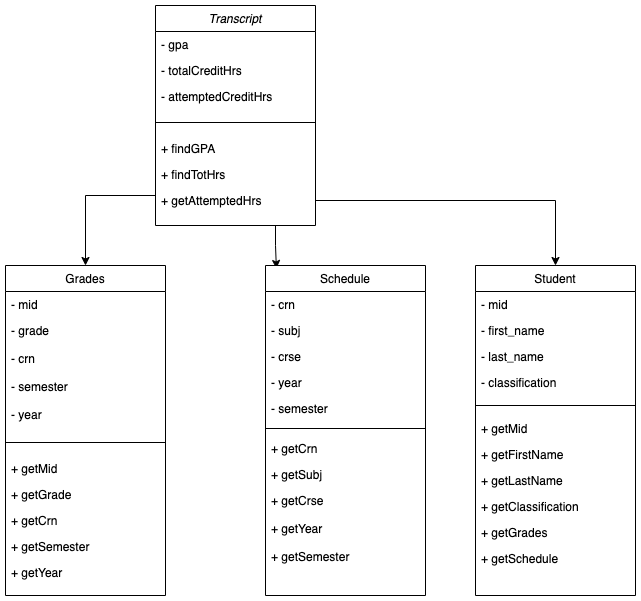 Transcript
- gpa
- totalCreditHrs
- attemptedCreditHrs
+ findGPA
+ findTotHrs
+ getAttemptedHrs
Grades
- mid
- grade
- crn
- semester
- year
+ getMid
+ getGrade
+ getCrn
+ getSemester
+ getYear
Schedule
- crn
- subj
- crse
- year
- semester
+ getCrn
+ getSubj
+ getCrse
+ getYear
+ getSemester
Student
- mid
- first_name
- last_name
- classification
+ getMid
+ getFirstName
+ getLastName
+ getClassification
+ getGrades
+ getSchedule